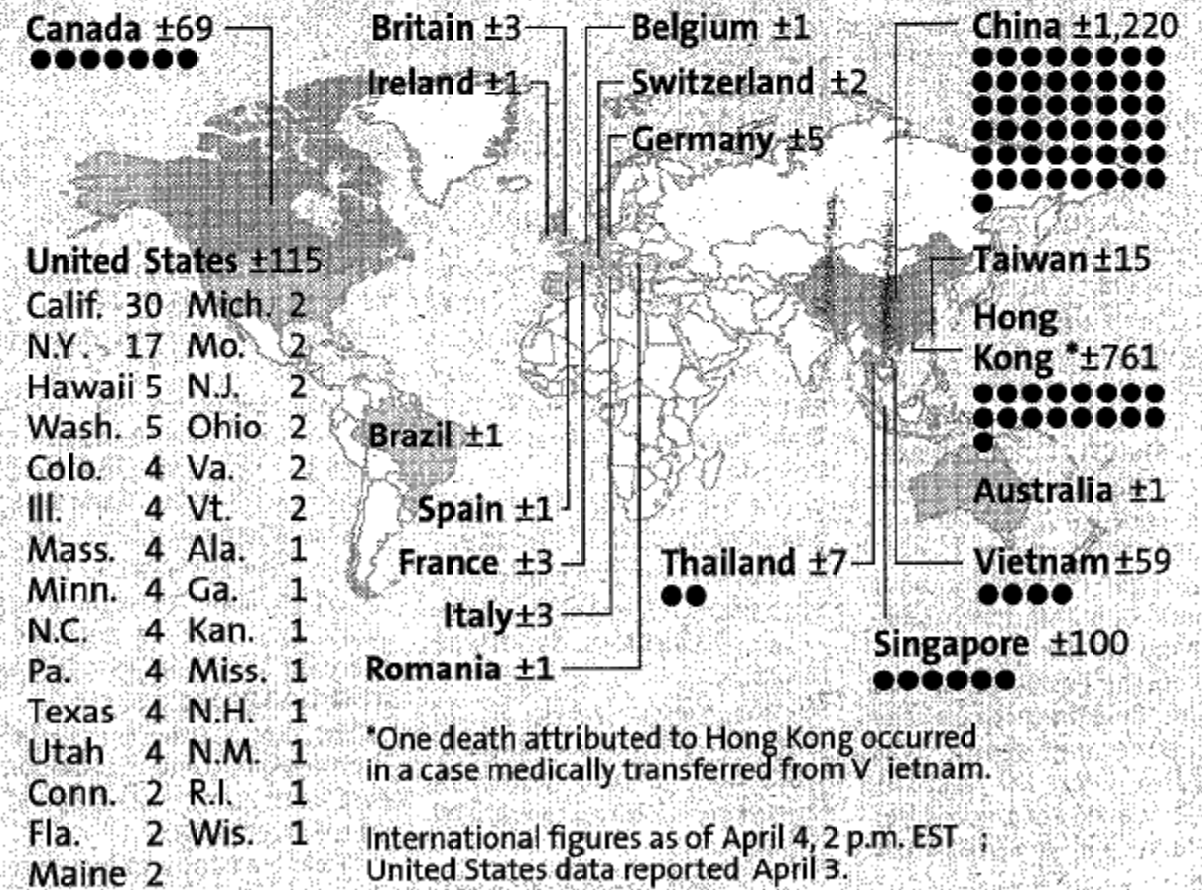 Canada ±69
Britain ±3
Belgium ±1
China ±1,220
Ireland ±1
Switzerland ±2
Germany ±5
United States ±115
Calif. 30 Mich. 2
N.Y. 17 Mo. 2
Hawaii 5 N.J. 2
Wash. 5 Ohio 2
Colo. 4 Va. 2
Ill. 4 Vt. 2
Mass. 4 Ala. 1
Minn. 4 Ga. 1
N.C. 4 Kan. 1
Pa. 4 Miss. 1
Texas 4 N.H. 1
Utah 4 N.M. 1
Conn. 2 R.I. 1
Fla. 2 Wis. 1
Maine 2
Taiwan ±15
Hong
Kong *±761
Brazil ±1
Australia ±1
Spain ±1
France ±3
Thailand ±7
Vietnam ±59
Italy ±3
Singapore ±100
Romania ±1
*One death attributed to Hong Kong occurred
in a case medically transferred from V ietnam.
International figures as of April 4, 2 p.m. EST ;
United States data reported April 3.